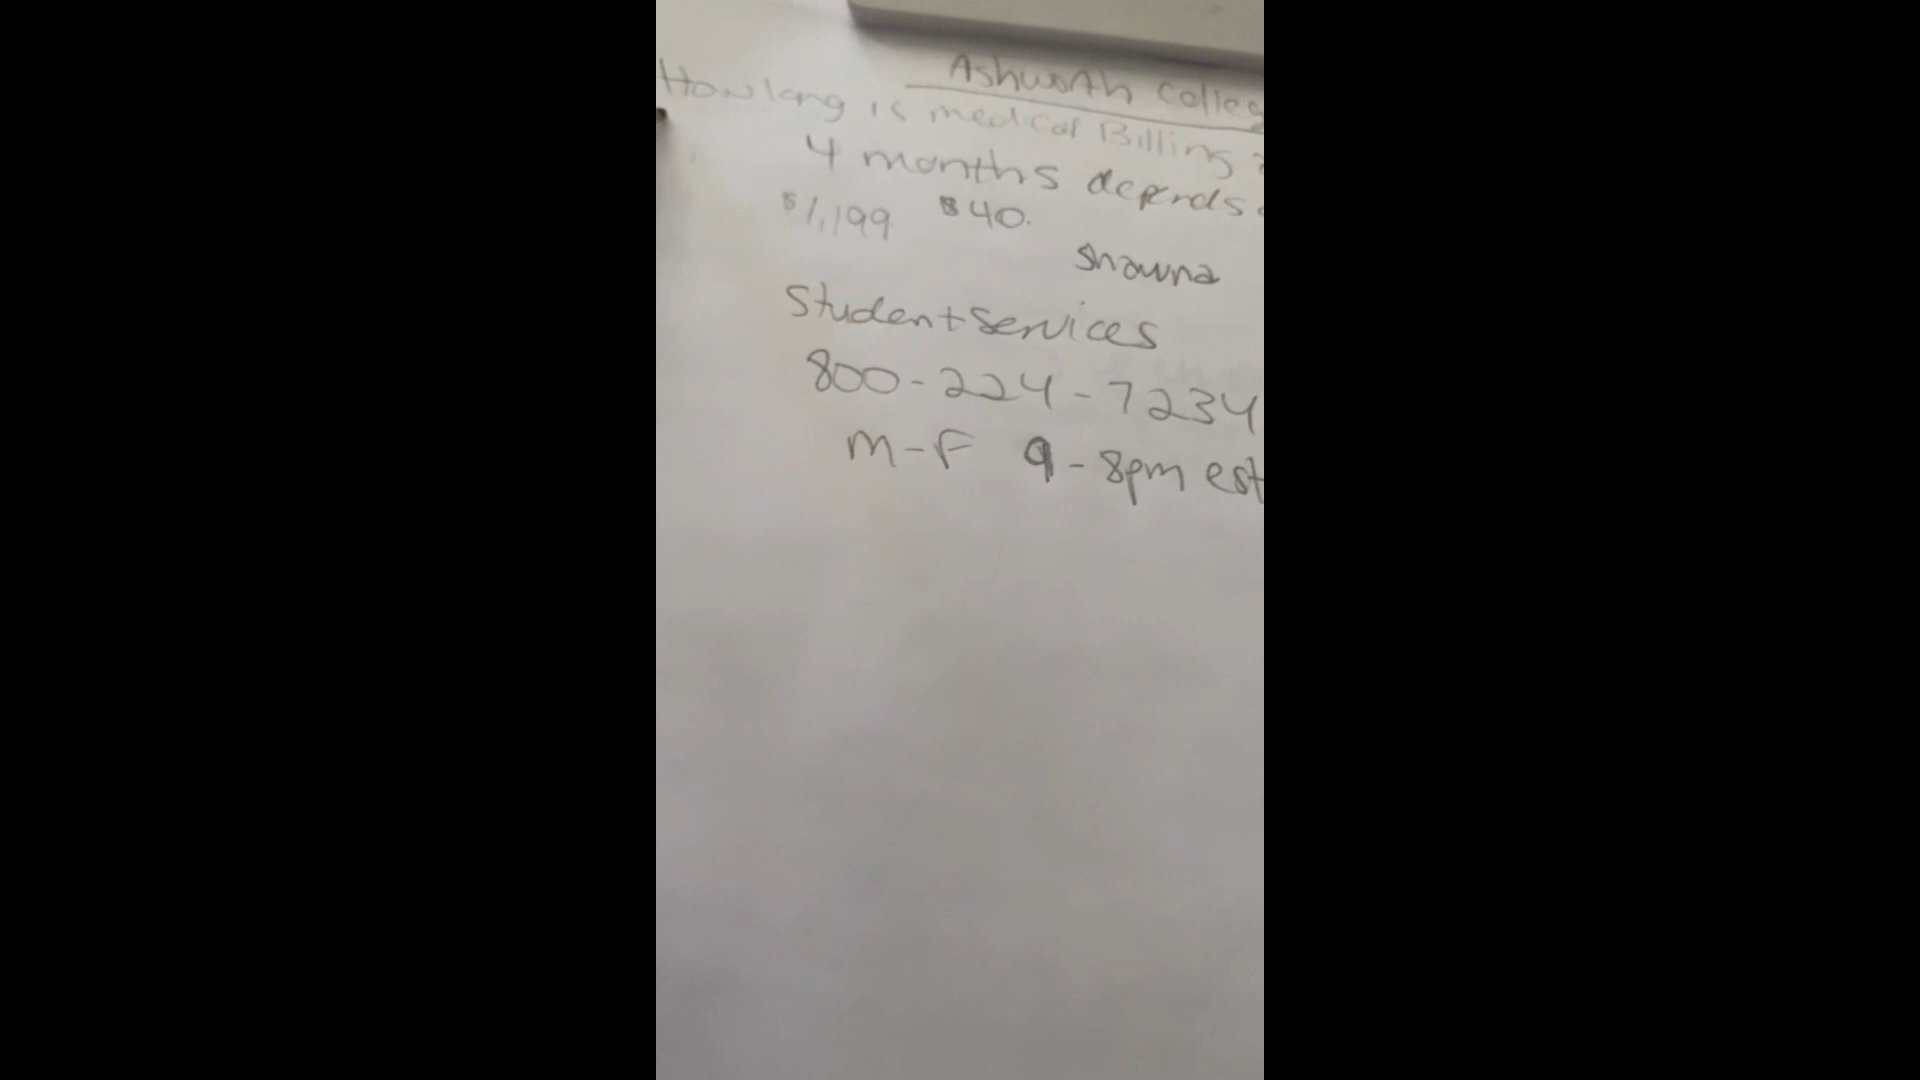 Ashworth Colleg
How long is medical Billing
4 months depends
$1,199 $40.
Shawna
Student Services
800-224-7234
M-F 9-8pm est